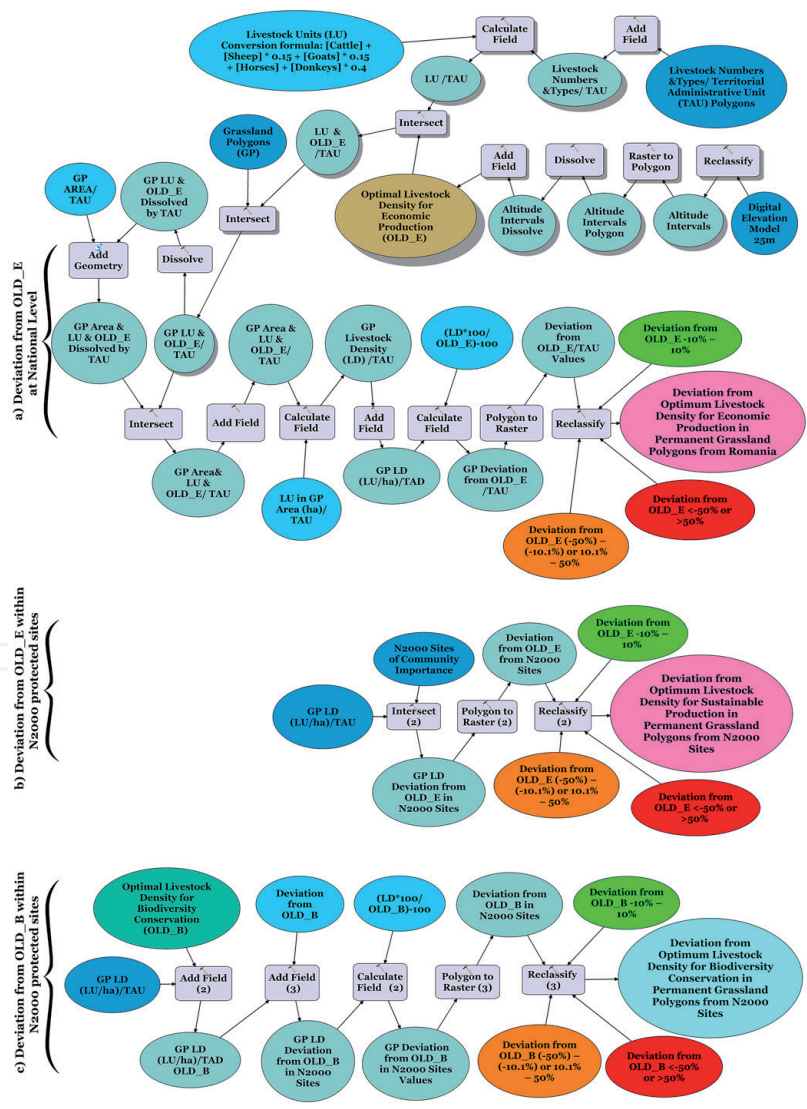 Livestock Units (LU)
Conversion formula: [Cattle] +
[Sheep] * 0.15 + [Goats] * 0.15
+ [Horses] + [Donkeys] * 0.4
Calculate
Field
Add
Field
LU /TAU
Livestock
Numbers
&Types/ TAU
Livestock Numbers
&Types/ Territorial
Administrative Unit
(TAU) Polygons
Intersect
Grassland
Polygons
(GP)
LU &
OLD_E
/TAU
GP
AREA/
TAU
GP LU &
OLD_E
Dissolved
by TAU
Intersect
Optimal Livestock
Density for
Economic
Production
(OLD_E)
Add
Field
Dissolve
Raster to
Polygon
Reclassify
Altitude
Intervals
Dissolve
Altitude
Intervals
Polygon
Altitude
Intervals
Digital
Elevation
Model
25m
Add
Geometry
Dissolve
a) Deviation from OLD_E
at National Level
GP Area &
LU & OLD_E
Dissolved by
TAU
GP LU &
OLD_E/
TAU
GP Area &
LU &
OLD_E/
TAU
GP
Livestock
Density
(LD) /TAU
(LD*100/
OLD_E)-100
Deviation
from
OLD_E/TAU
Values
Deviation from
OLD_E -10% –
10%
Intersect
Add Field
Calculate
Field
Add
Field
Calculate
Field
Polygon to
Raster
Reclassify
Deviation from
Optimum Livestock
Density for Economic
Production in
Permanent Grassland
Polygons from Romania
GP Area&
LU &
OLD_E/ TAU
LU in GP
Area (ha)/
TAU
GP LD
(LU/ha)/TAD
GP Deviation
from OLD_E
/TAU
Deviation from
OLD_E (-50%) –
(-10.1%) or 10.1%
– 50%
Deviation from
OLD_E <-50% or
>50%
b) Deviation from OLD_E within
N2000 protected sites
N2000 Sites
of Community
Importance
Deviation
from OLD_E
from N2000
Sites
Deviation from
OLD_E -10% –
10%
GP LD
(LU/ha)/TAU
Intersect
(2)
Polygon to
Raster (2)
Reclassify
(2)
Deviation from
Optimum Livestock
Density for Sustainable
Production in
Permanent Grassland
Polygons from N2000
Sites
GP LD
Deviation from
OLD_E in
N2000 Sites
Deviation from
OLD_E (-50%) –
(-10.1%) or 10.1%
– 50%
Deviation from
OLD_E <-50% or
>50%
c) Deviation from OLD_B within
N2000 protected sites
Optimal Livestock
Density for
Biodiversity
Conservation
(OLD_B)
Deviation
from
OLD_B
(LD*100/
OLD_B)-100
Deviation from
OLD_B in
N2000 Sites
Deviation from
OLD_B -10% –
10%
GP LD
(LU/ha)/TAU
Add Field
(2)
Add Field
(3)
Calculate
Field (2)
Polygon to
Raster (3)
Reclassify
(3)
Deviation from
Optimum Livestock
Density for Biodiversity
Conservation in
Permanent Grassland
Polygons from N2000
Sites
GP LD
(LU/ha)/TAD
OLD_B
GP LD
Deviation
from OLD_B
in N2000
Sites
GP Deviation
from OLD_B
in N2000 Sites
Values
Deviation from
OLD_B (-50%) –
(-10.1%) or 10.1%
– 50%
Deviation from
OLD_B <-50%
or >50%